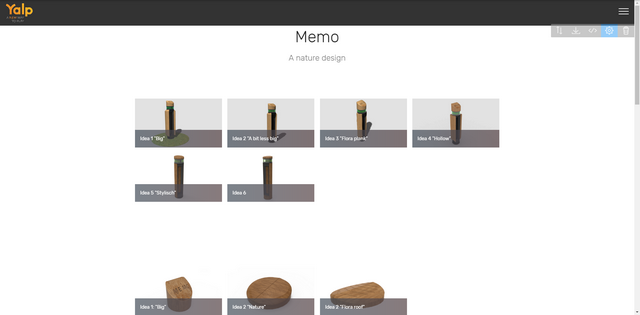 Yalp
Memo
A nature design
Idea 1 "Big"
Idea 2 "A bit less big"
Idea 3 "Flora plank"
Idea 4 "Hollow"
Idea 5 "Stylisch"
Idea 6
Idea 1 "Big"
Idea 2 "Nature"
Idea 3 "Flora roof"